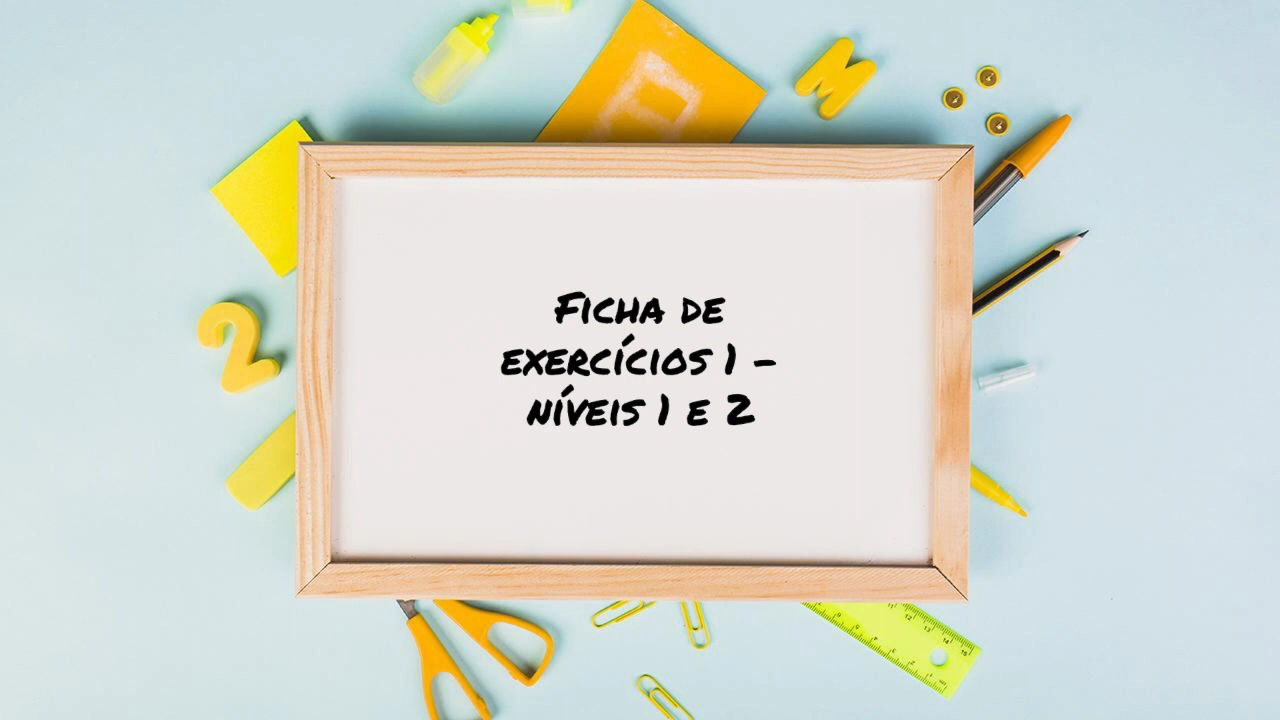 Ficha de
exercícios 1 -
níveis 1 e 2